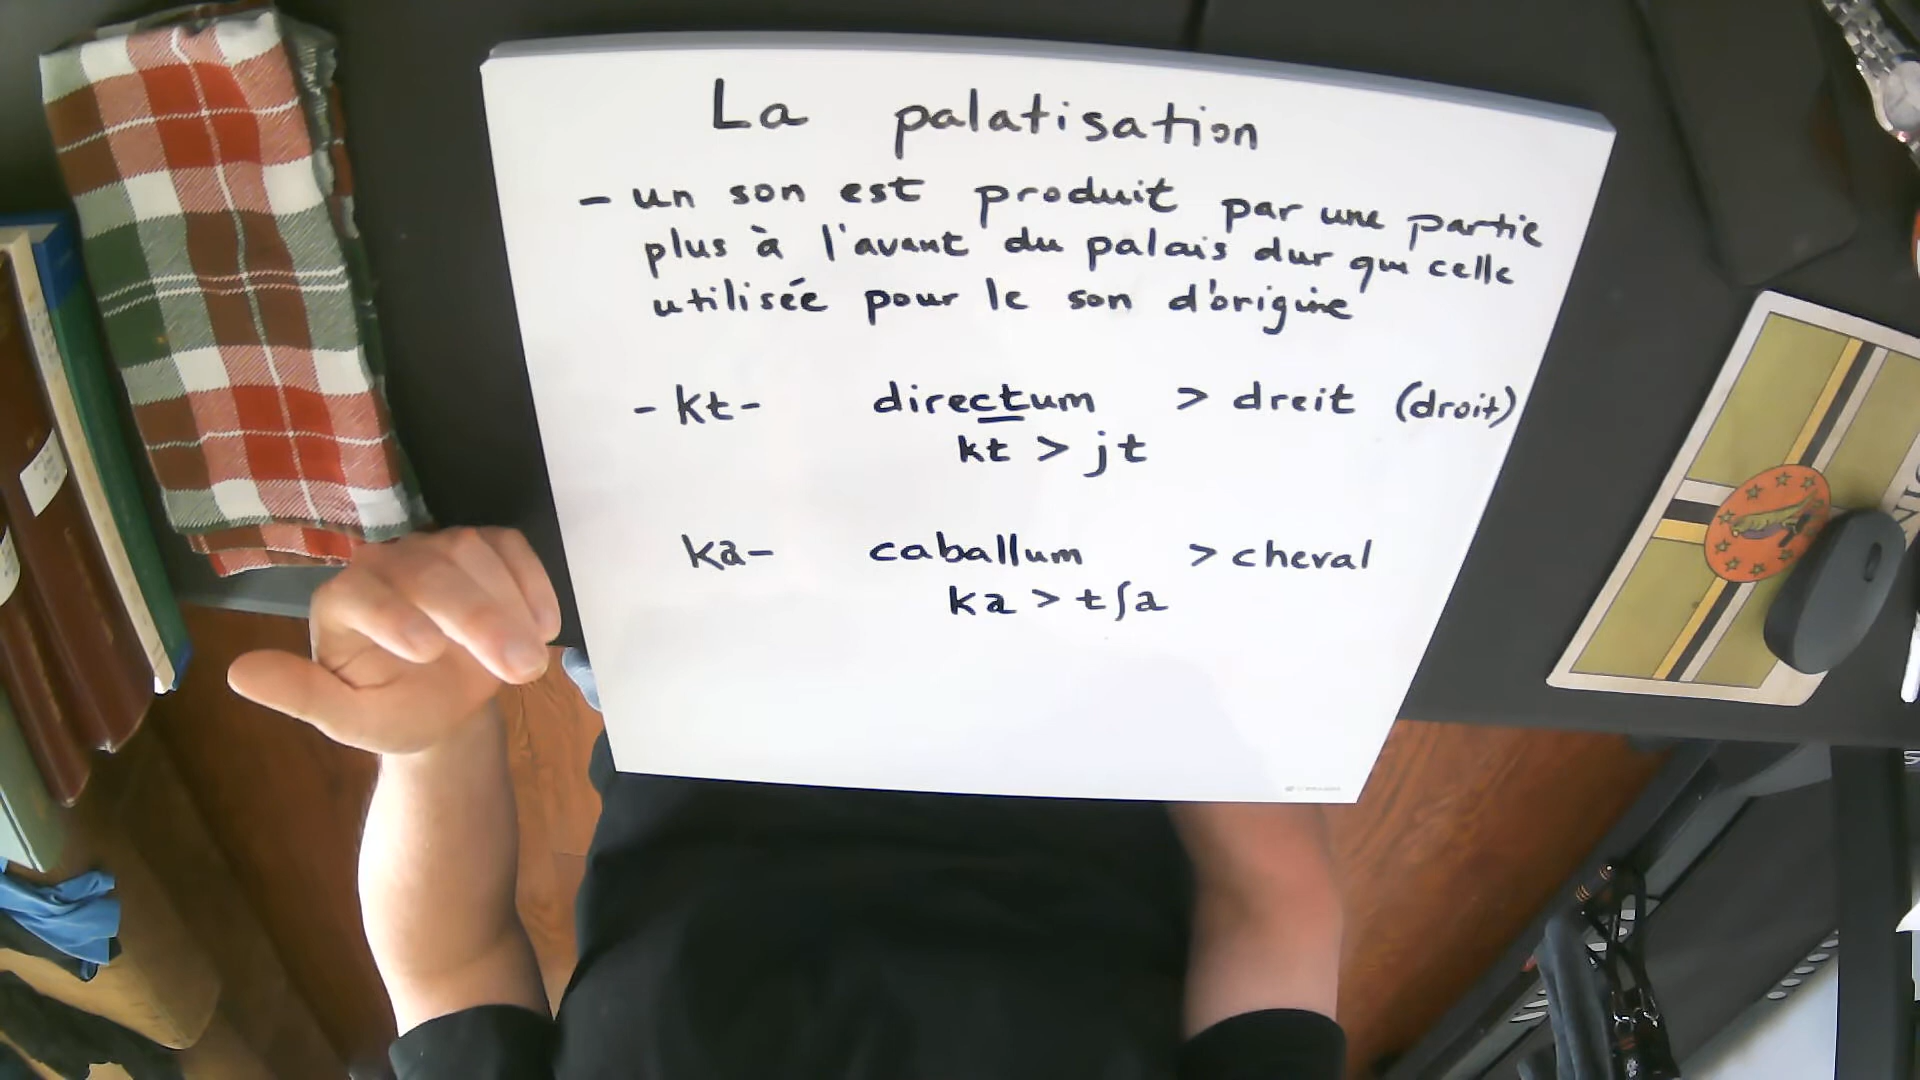 La palatisation
- un son est produit par une partie
plus à l'avant du palais dur que celle
utilisée pour le son d'origine
- kt- directum > dreit (droit)
kt > jt
ka- caballum > cheval
ka > tʃa